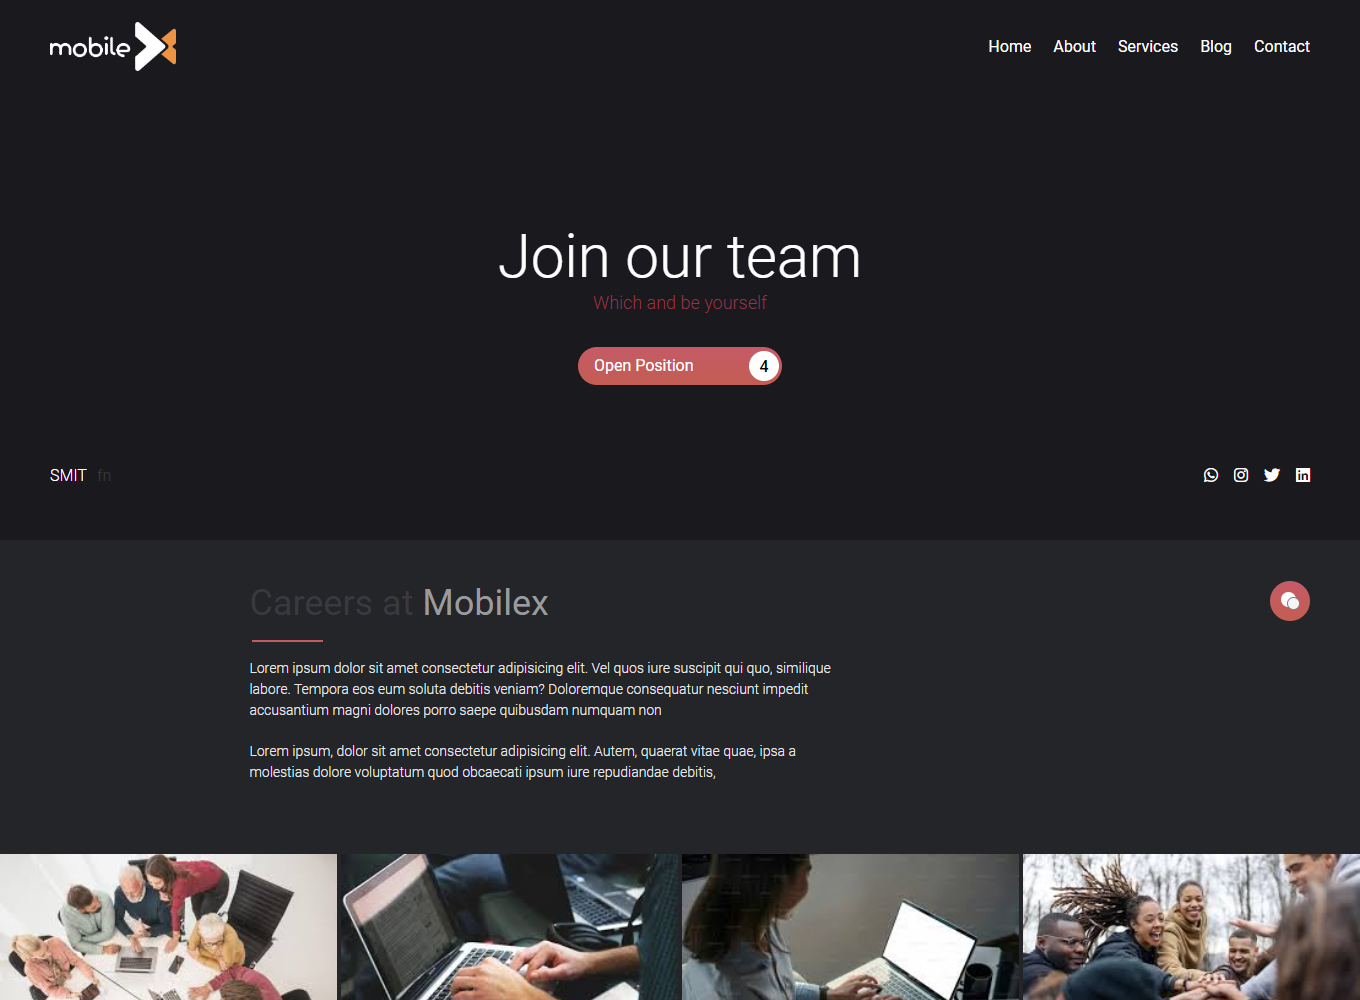 mobile
Home About Services Blog Contact
Join our team
Which and be yourself
Open Position 4
SMIT fn
Careers at Mobilex
Lorem ipsum dolor sit amet consectetur adipisicing elit. Vel quos iure suscipit qui quo, similique
labore. Tempora eos eum soluta debitis veniam? Doloremque consequatur nesciunt impedit
accusantium magni dolores porro saepe quibusdam numquam non
Lorem ipsum, dolor sit amet consectetur adipisicing elit. Autem, quaerat vitae quae, ipsa a
molestias dolore voluptatum quod obcaecati ipsum iure repudiandae debitis,